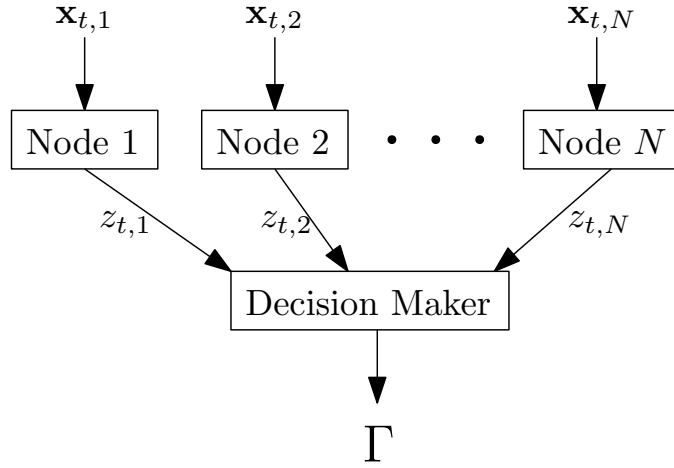 𝐱_{t,1} 𝐱_{t,2} 𝐱_{t,N}
Node 1 Node 2 · · · Node N
z_{t,1} z_{t,2} z_{t,N}
Decision Maker
Γ